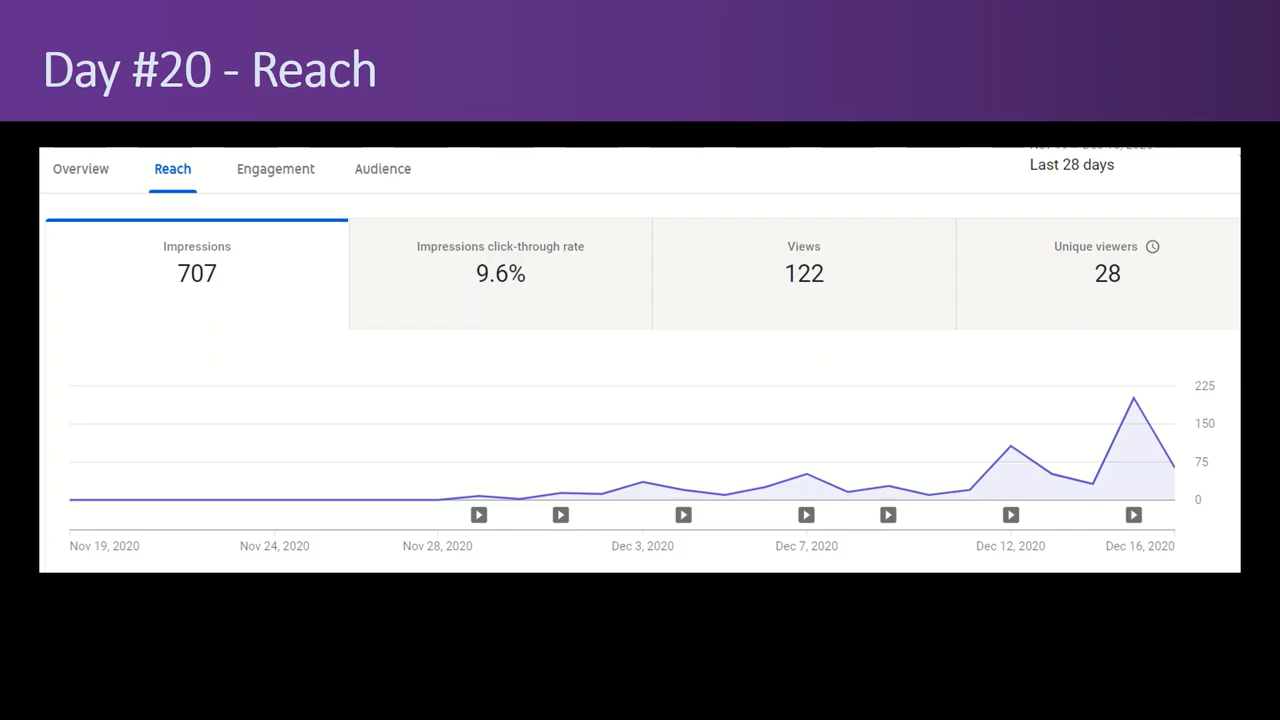 Day #20 - Reach
Overview Reach Engagement Audience
Last 28 days
Impressions Impressions click-through rate Views Unique viewers
707 9.6% 122 28
225
150
75
0
Nov 19, 2020 Nov 24, 2020 Nov 28, 2020 Dec 3, 2020 Dec 7, 2020 Dec 12, 2020 Dec 16, 2020